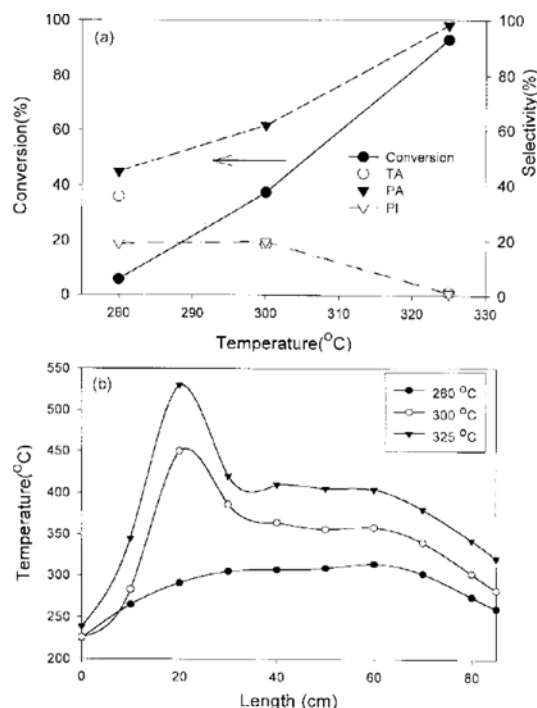 (a)
100
80
60
40
20
0
Conversion(%)
100
80
60
40
20
0
Selectivity(%)
Conversion
TA
PA
PI
260 290 300 310 320 330
Temperature(°C)
(b)
550
500
450
400
350
300
250
200
Temperature(°C)
260 °C
300 °C
325 °C
0 20 40 60 80
Length (cm)